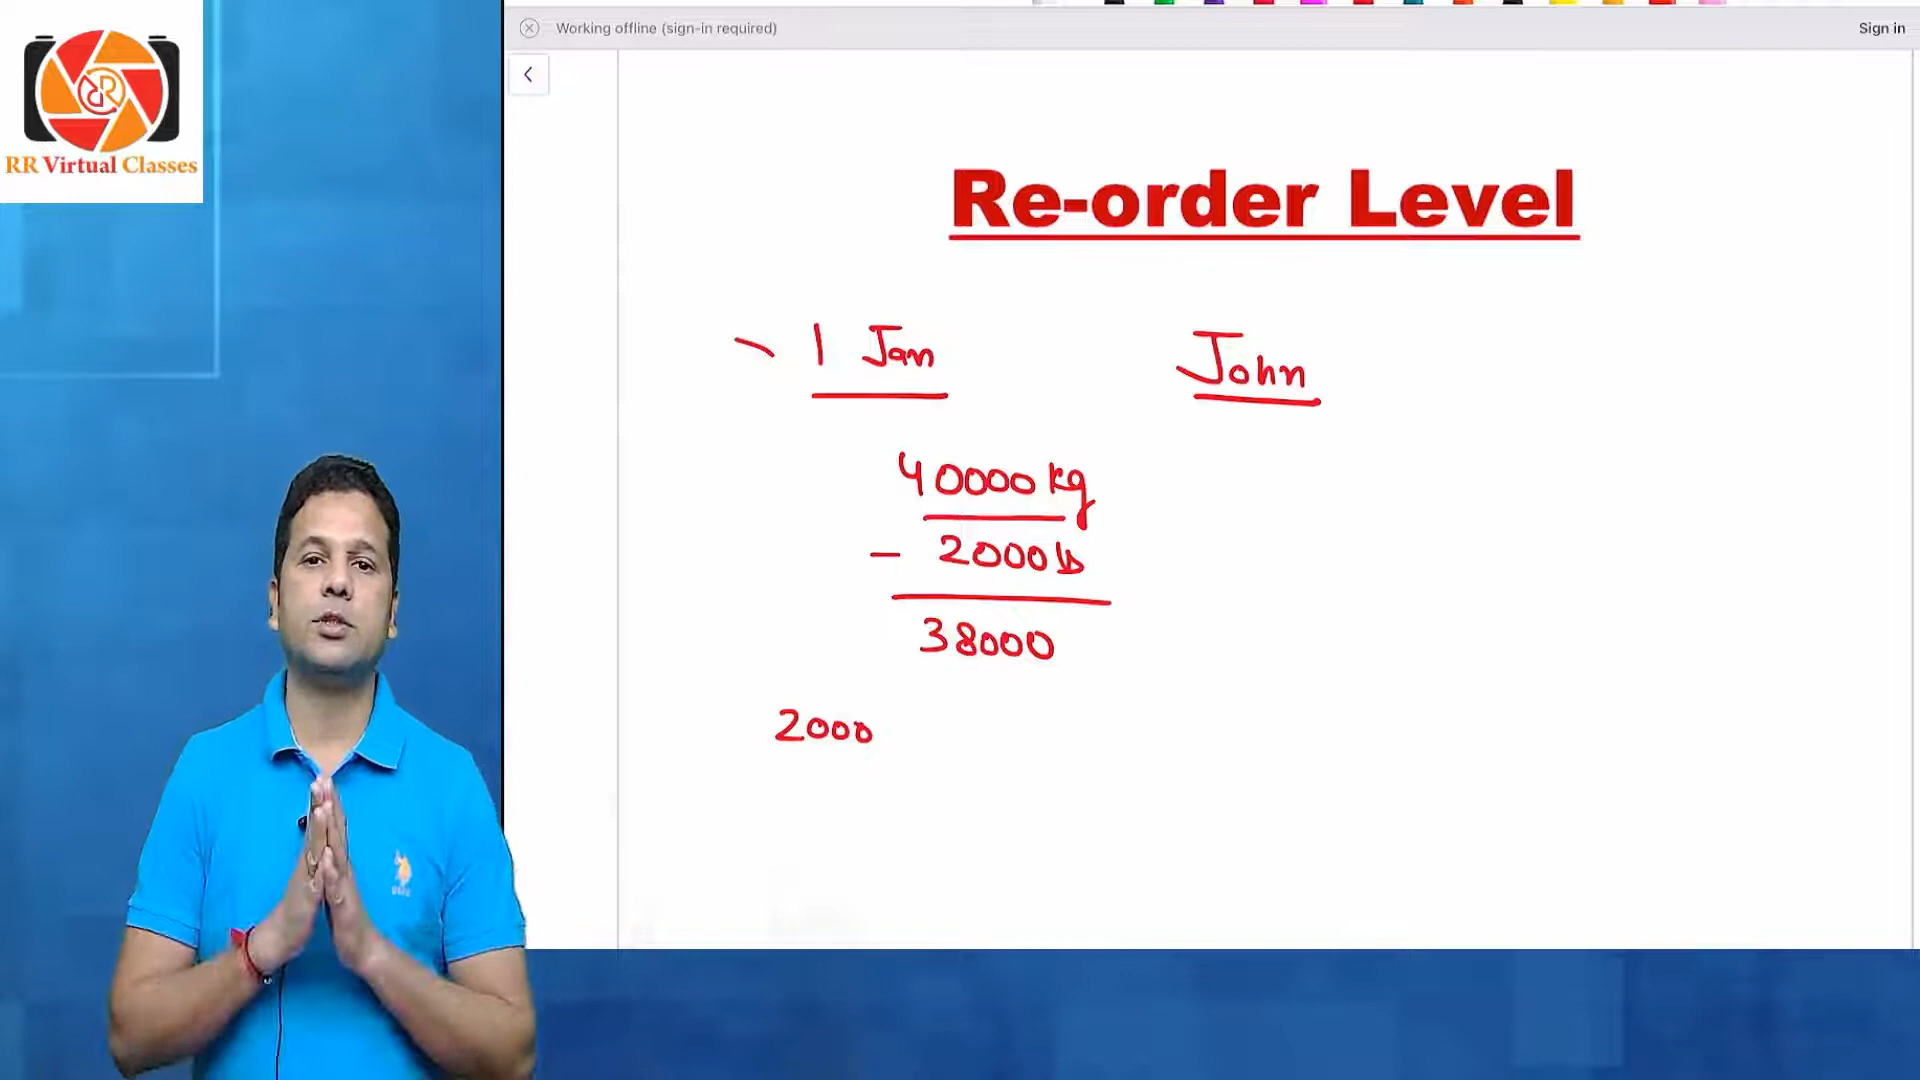 RR Virtual Classes
Working offline (sign-in required)
Sign in
Re-order Level
1 Jan
John
40000 kg
- 2000
38000
2000